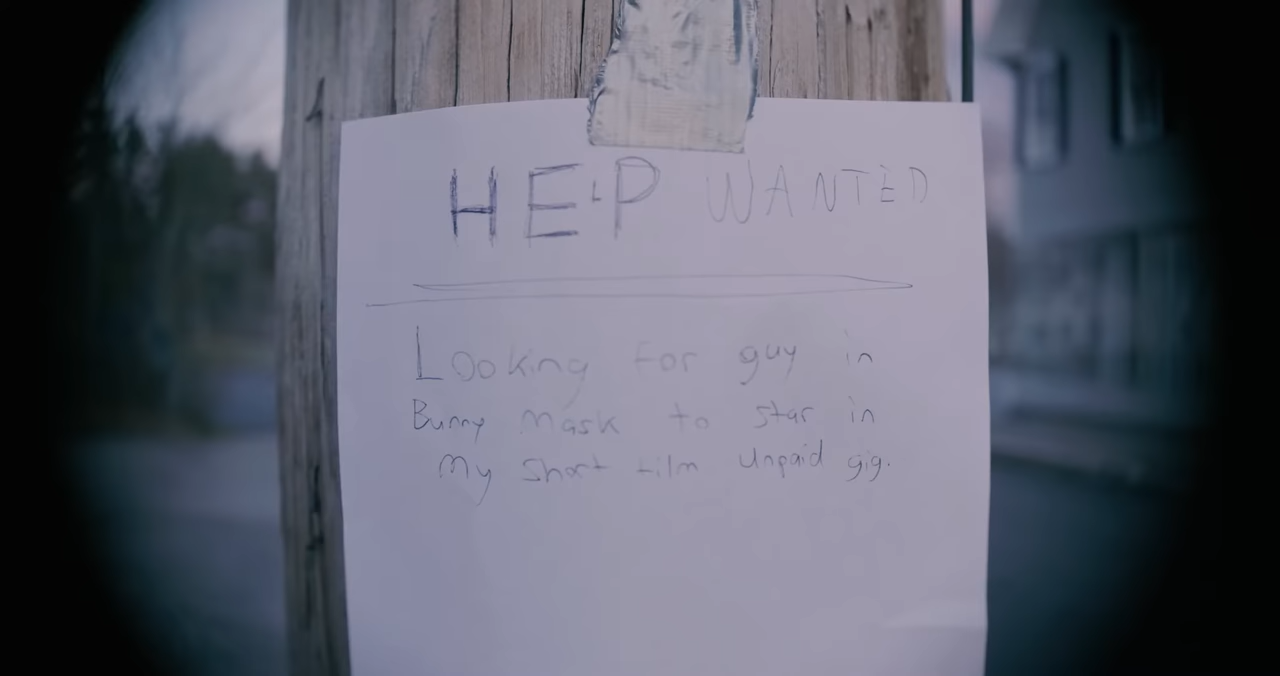 HELP WANTED
Looking For guy in
Bunny Mask to star in
My Short Film Unpaid gig.